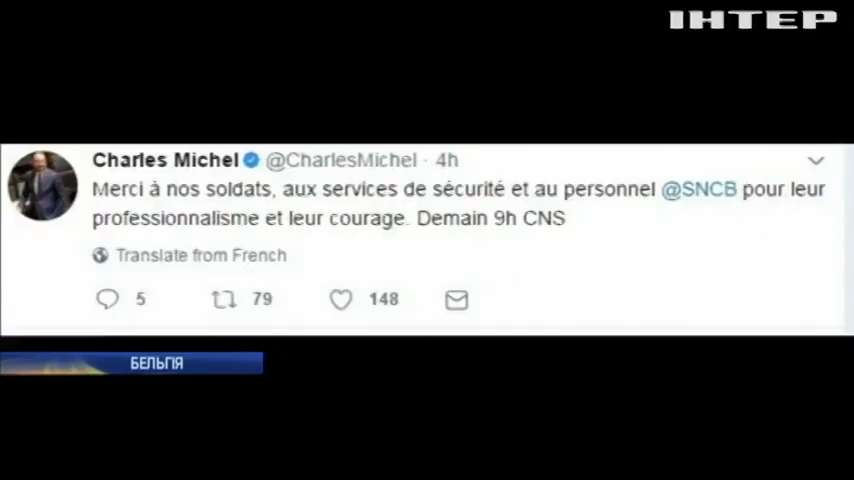 ІНТЕР
Charles Michel @CharlesMichel · 4h
Merci à nos soldats, aux services de sécurité et au personnel @SNCB pour leur
professionnalisme et leur courage. Demain 9h CNS
Translate from French
5 79 148
БЕЛЬГІЯ